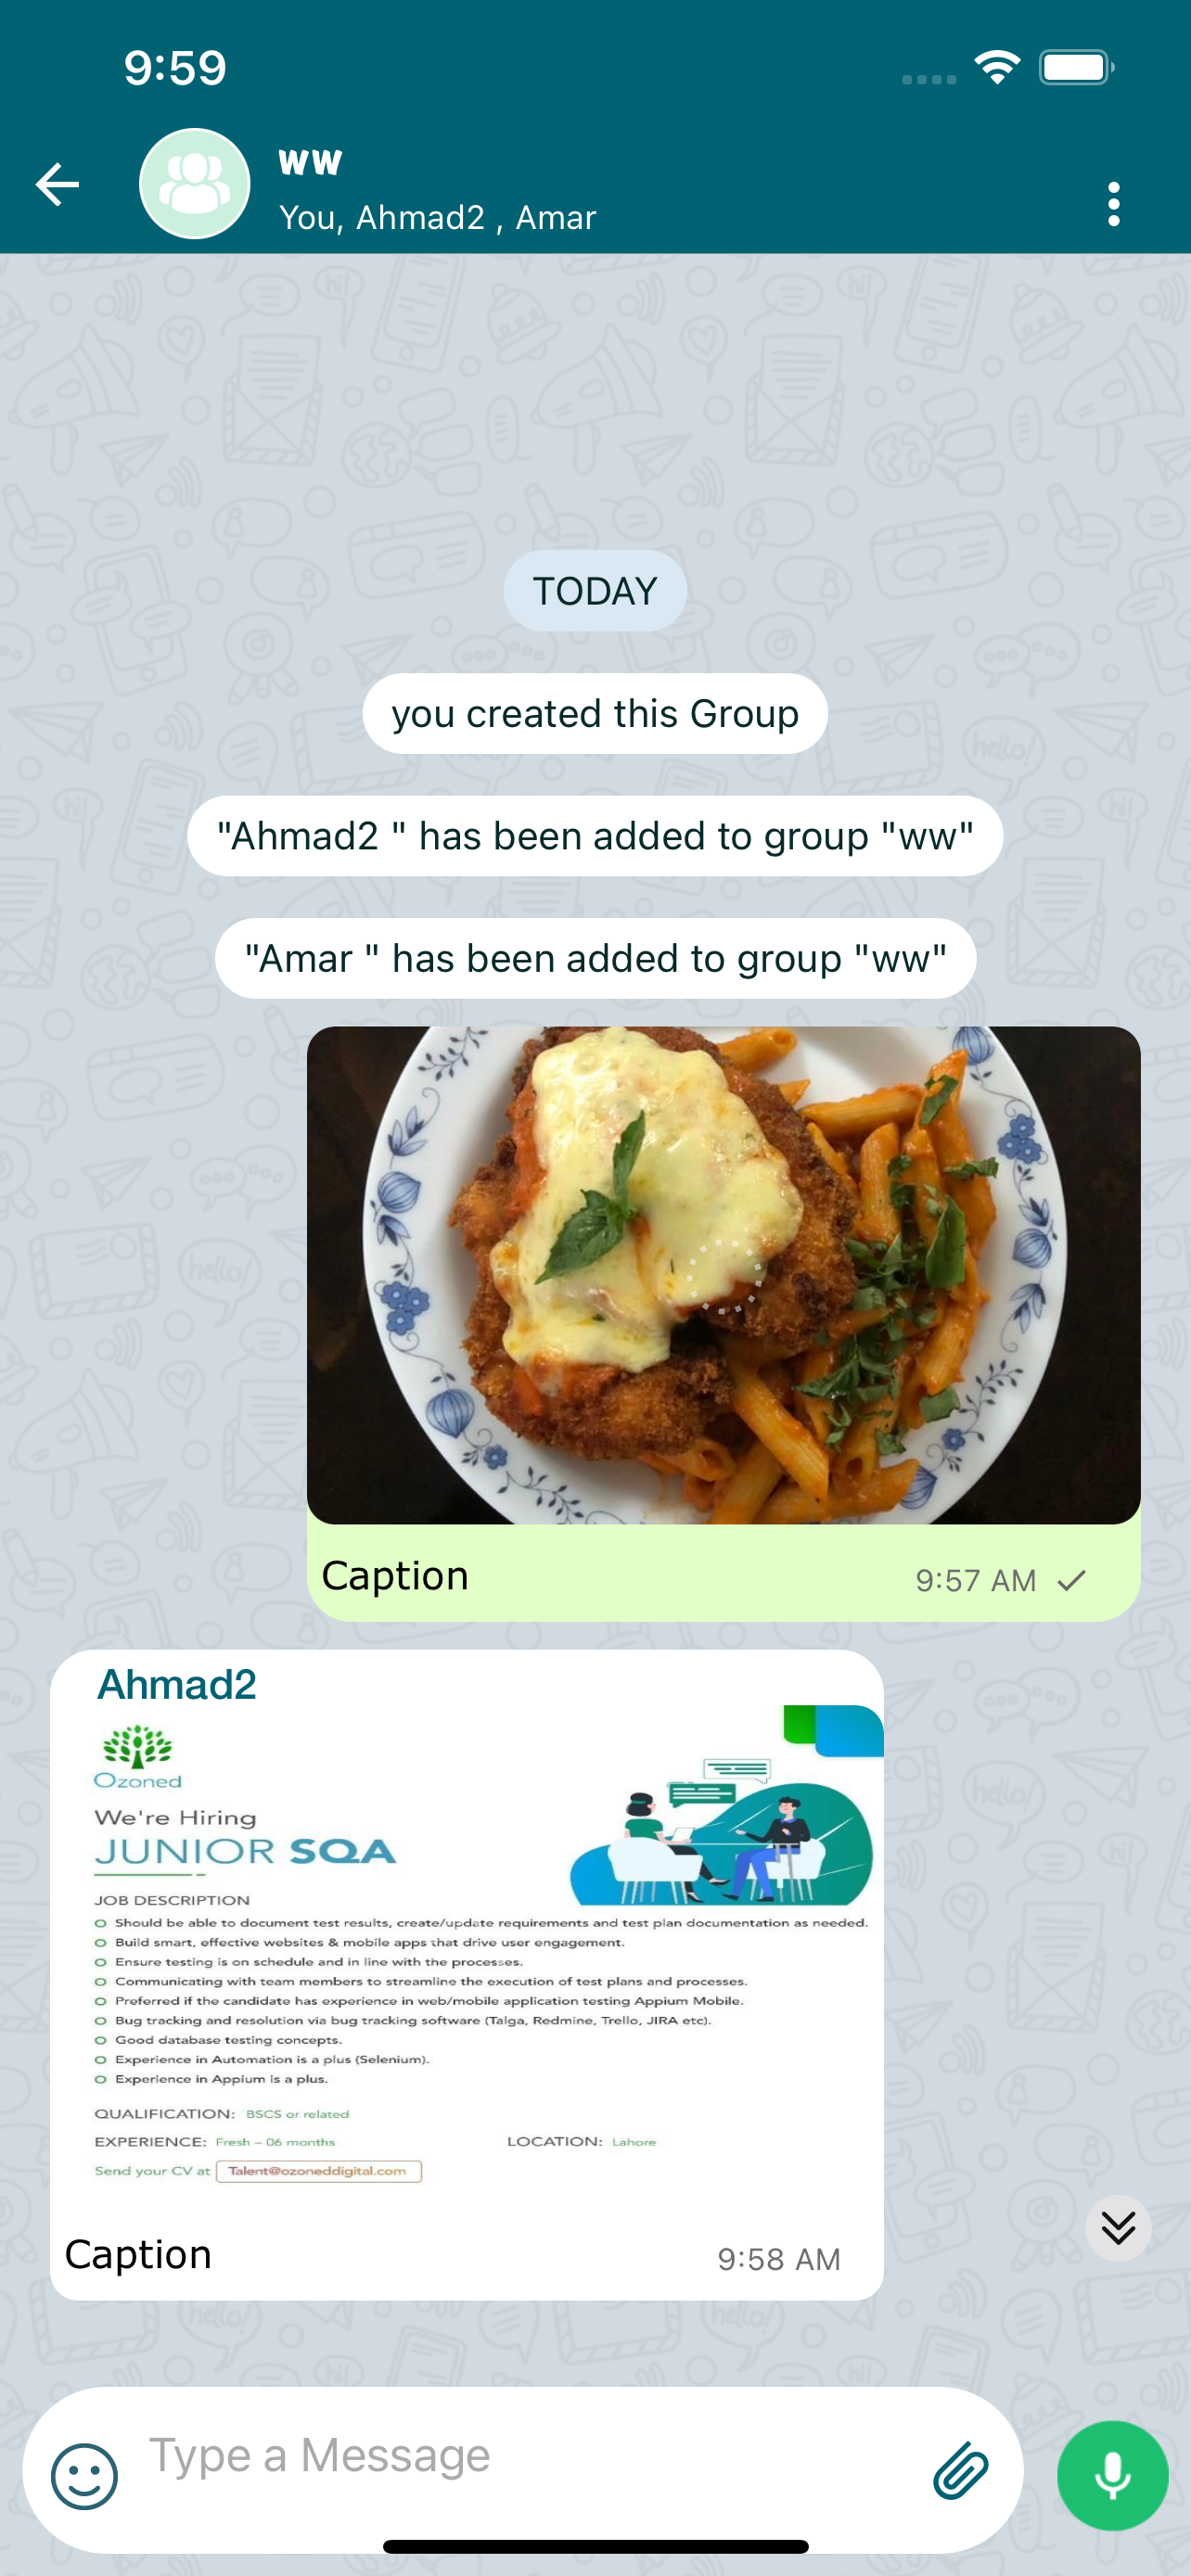 9:59
ww
You, Ahmad2 , Amar
TODAY
you created this Group
"Ahmad2 " has been added to group "ww"
"Amar " has been added to group "ww"
Caption
9:57 AM
Ahmad2
Ozoned
We're Hiring
JUNIOR SQA
JOB DESCRIPTION
Should be able to document test results, create/update requirements and test plan documentation as needed.
Build smart, effective websites & mobile apps that drive user engagement.
Ensure testing is on schedule and in line with the processes.
Communicating with team members to streamline the execution of test plans and processes.
Preferred if the candidate has experience in web/mobile application testing Appium Mobile.
Bug tracking and resolution via bug tracking software (Talga, Redmine, Trello, JIRA etc).
Good database testing concepts.
Experience in Automation is a plus (Selenium).
Experience in Appium is a plus.
QUALIFICATION: BSCS or related
EXPERIENCE: Fresh – 06 months LOCATION: Lahore
Send your CV at Talent@ozoneddigital.com
Caption
9:58 AM
Type a Message